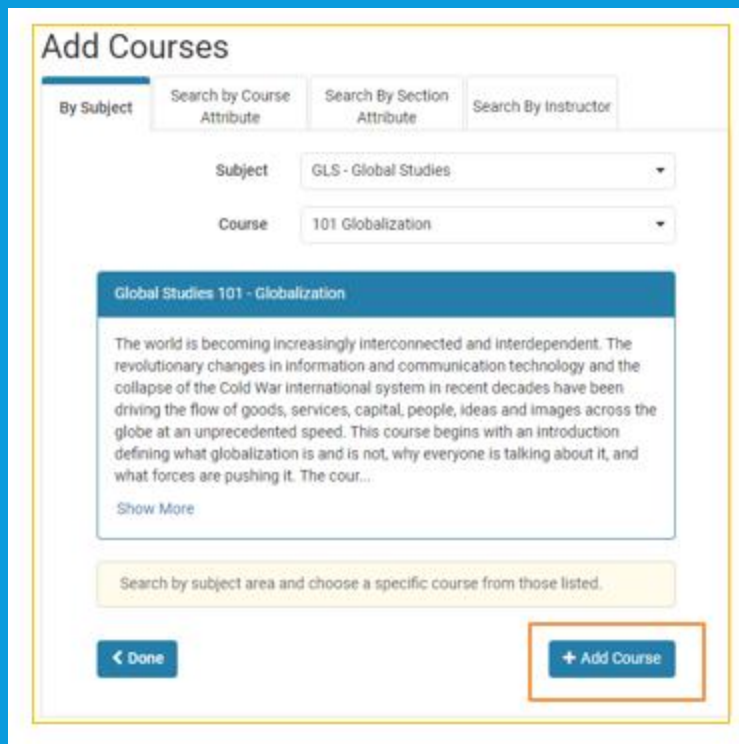 Add Courses
By Subject
Search by Course
Attribute
Search By Section
Attribute
Search By Instructor
Subject
GLS - Global Studies
Course
101 Globalization
Global Studies 101 - Globalization
The world is becoming increasingly interconnected and interdependent. The
revolutionary changes in information and communication technology and the
collapse of the Cold War international system in recent decades have been
driving the flow of goods, services, capital, people, ideas and images across the
globe at an unprecedented speed. This course begins with an introduction
defining what globalization is and is not, why everyone is talking about it, and
what forces are pushing it. The cour...
Show More
Search by subject area and choose a specific course from those listed.
Done
+ Add Course